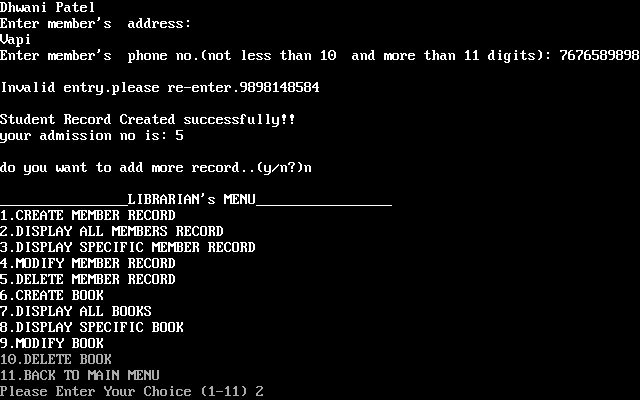 Dhwani Patel
Enter member's  address:
Vapi
Enter member's  phone no.(not less than 10  and more than 11 digits): 7676589898
Invalid entry.please re-enter.9898148584
Student Record Created successfully!!
your admission no is: 5
do you want to add more record..(y/n?)n
________________LIBRARIAN's MENU_________________
1.CREATE MEMBER RECORD
2.DISPLAY ALL MEMBERS RECORD
3.DISPLAY SPECIFIC MEMBER RECORD
4.MODIFY MEMBER RECORD
5.DELETE MEMBER RECORD
6.CREATE BOOK
7.DISPLAY ALL BOOKS
8.DISPLAY SPECIFIC BOOK
9.MODIFY BOOK
10.DELETE BOOK
11.BACK TO MAIN MENU
Please Enter Your Choice (1-11) 2